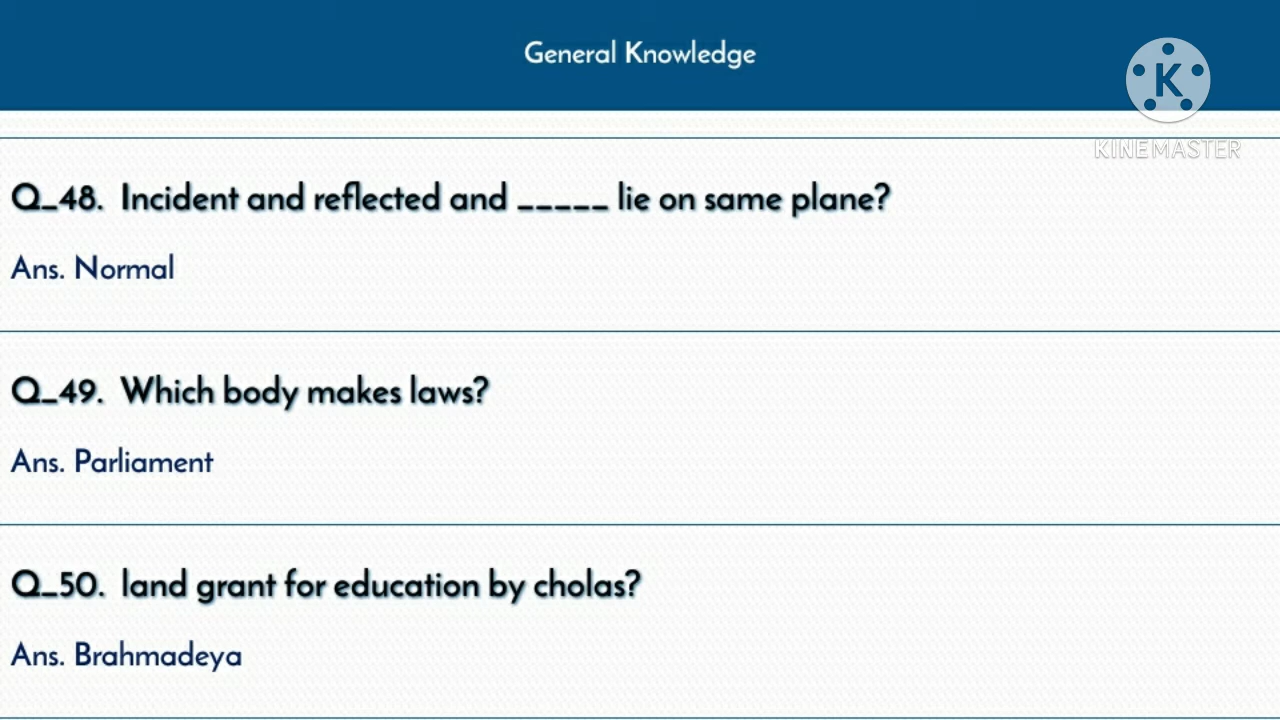 General Knowledge
K
KINEMASTER
Q_48. Incident and reflected and _____ lie on same plane?
Ans. Normal
Q_49. Which body makes laws?
Ans. Parliament
Q_50. land grant for education by cholas?
Ans. Brahmadeya